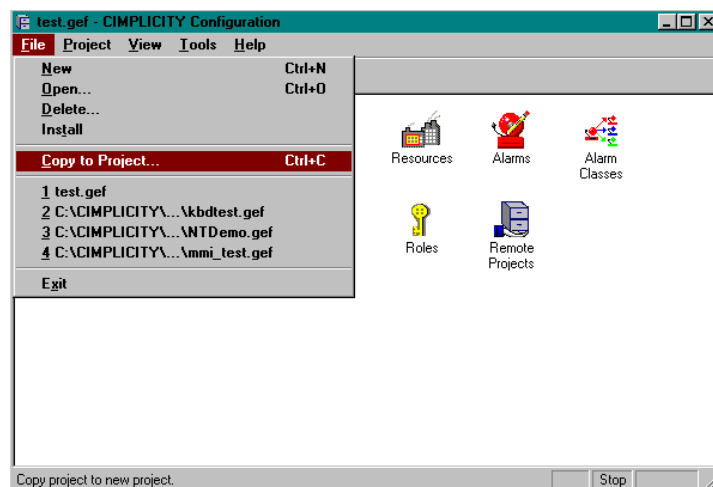 test.gef - CIMPLICITY Configuration
File Project View Tools Help
New Ctrl+N
Open... Ctrl+O
Delete...
Install
Copy to Project... Ctrl+C
1 test.gef
2 C:\CIMPLICITY\...\kbdtest.gef
3 C:\CIMPLICITY\...\NTDemo.gef
4 C:\CIMPLICITY\...\mmi_test.gef
Exit
Resources Alarms Alarm
Classes
Roles Remote
Projects
Copy project to new project. Stop